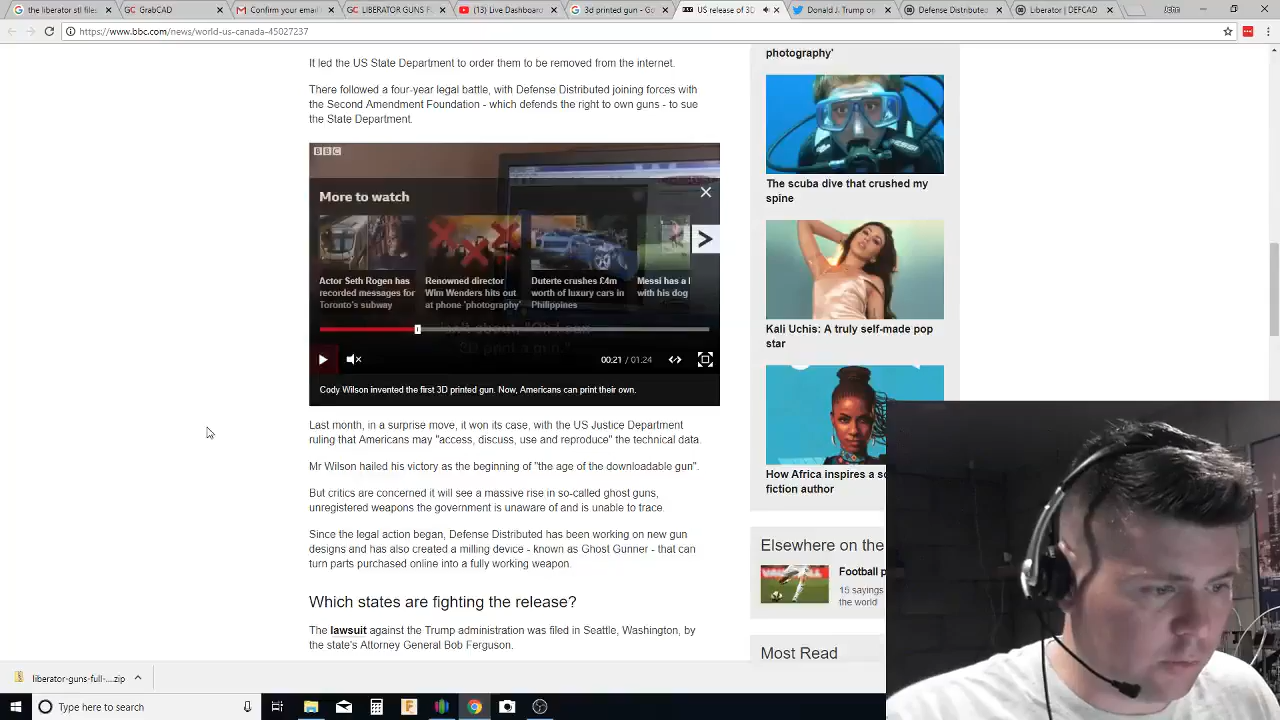 the liberator stl files
GrabCAD
Confirm your email
GC LIBERATOR GUNS F
(13) Live Dashboard
3d printed gun - Go
US release of 3D
Donald J. Trump on
Defense Distributed
Liberator | DEFCAD
https://www.bbc.com/news/world-us-canada-45027237
It led the US State Department to order them to be removed from the internet.
There followed a four-year legal battle, with Defense Distributed joining forces with
the Second Amendment Foundation - which defends the right to own guns - to sue
the State Department.
BBC
More to watch
Actor Seth Rogen has
recorded messages for
Toronto's subway
Renowned director
Wim Wenders hits out
at phone 'photography'
Duterte crushes £4m
worth of luxury cars in
Philippines
Messi has a
with his dog
00.21 / 01.24
Cody Wilson invented the first 3D printed gun. Now, Americans can print their own.
Last month, in a surprise move, it won its case, with the US Justice Department
ruling that Americans may "access, discuss, use and reproduce" the technical data.
Mr Wilson hailed his victory as the beginning of "the age of the downloadable gun".
But critics are concerned it will see a massive rise in so-called ghost guns,
unregistered weapons the government is unaware of and is unable to trace.
Since the legal action began, Defense Distributed has been working on new gun
designs and has also created a milling device - known as Ghost Gunner - that can
turn parts purchased online into a fully working weapon.
Which states are fighting the release?
The lawsuit against the Trump administration was filed in Seattle, Washington, by
the state's Attorney General Bob Ferguson.
photography'
The scuba dive that crushed my
spine
Kali Uchis: A truly self-made pop
star
How Africa inspires a sc
fiction author
Elsewhere on the
Football p
15 sayings
the world
Most Read
liberator-guns-full-....zip
Type here to search